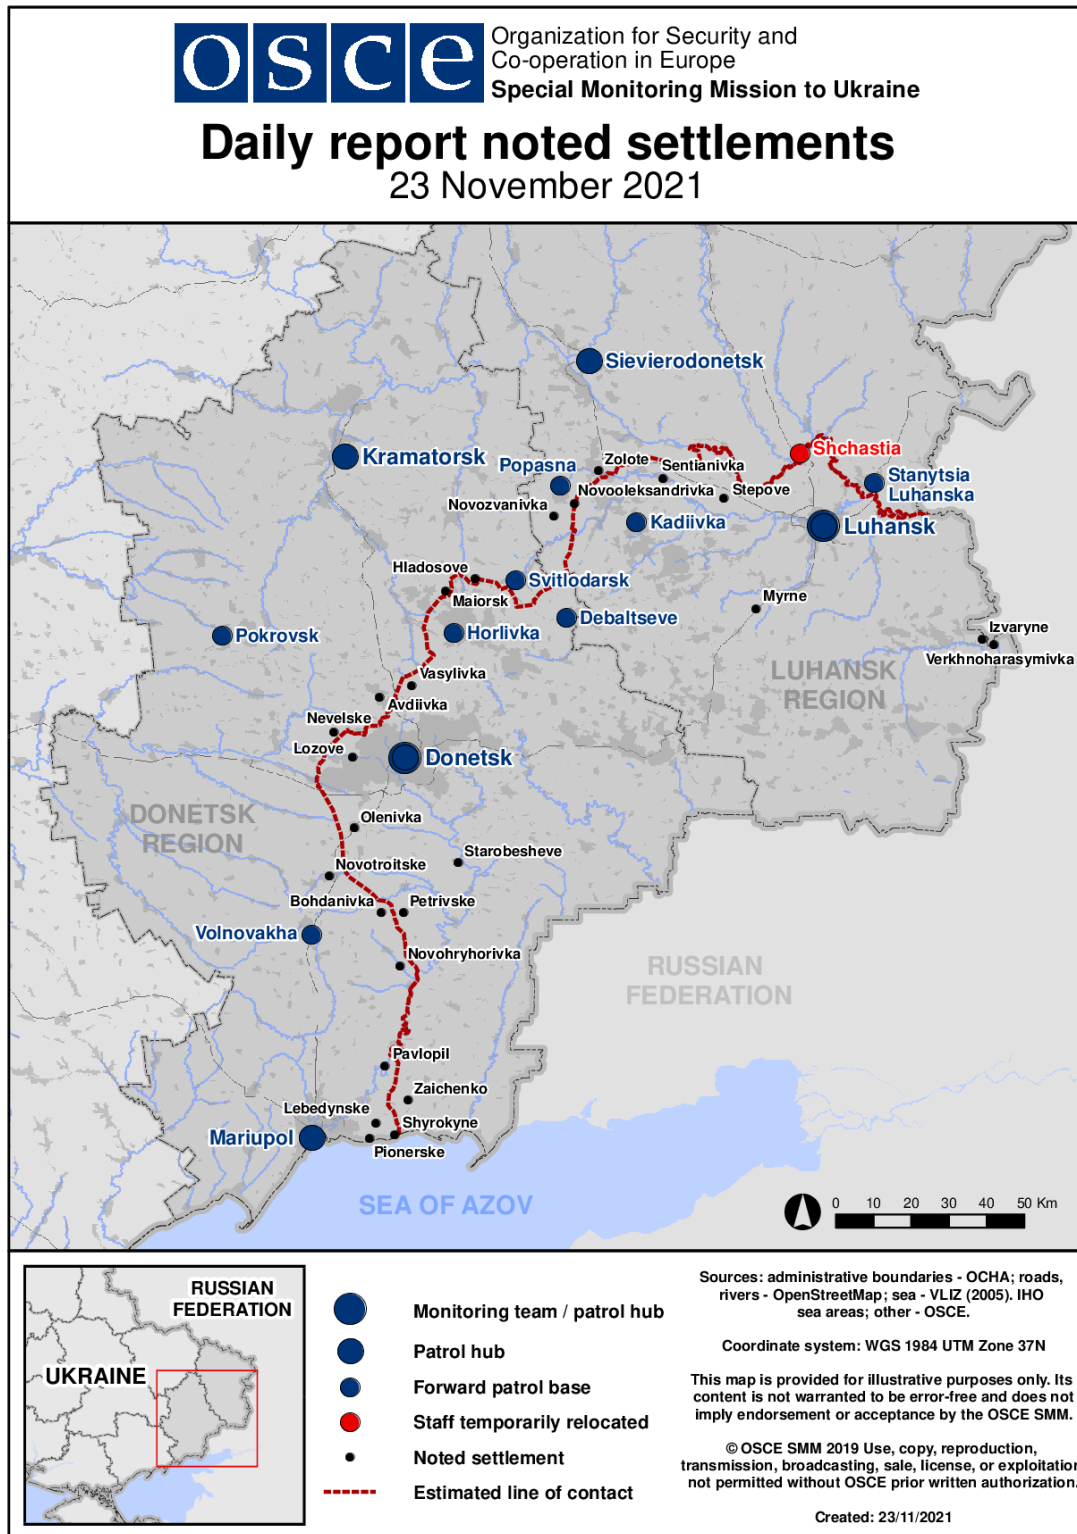 osce
Organization for Security and
Co-operation in Europe
Special Monitoring Mission to Ukraine
Daily report noted settlements
23 November 2021
Sievierodonetsk
Shchastia
Kramatorsk
Zolote
Popasna
Sentianivka
Stanytsia
Luhanska
Novooleksandrivka
Stepove
Novozvanivka
Kadiivka
Luhansk
Hladosove
Svitlodarsk
Maiorsk
Myrne
Debaltseve
Horlivka
Pokrovsk
Izvaryne
Verkhnoharasymivka
LUHANSK
REGION
Vasylivka
Avdiivka
Nevelske
Lozove
Donetsk
DONETSK
REGION
Olenivka
Starobesheve
Novotroitske
Bohdanivka
Petrivske
Volnovakha
Novohryhorivka
RUSSIAN
FEDERATION
Pavlopil
Zaichenko
Lebedynske
Shyrokyne
Mariupol
Pionerske
SEA OF AZOV
0 10 20 30 40 50 Km
RUSSIAN
FEDERATION
UKRAINE
Monitoring team / patrol hub
Patrol hub
Forward patrol base
Staff temporarily relocated
Noted settlement
Estimated line of contact
Sources: administrative boundaries - OCHA; roads,
rivers - OpenStreetMap; sea - VLIZ (2005). IHO
sea areas; other - OSCE.
Coordinate system: WGS 1984 UTM Zone 37N
This map is provided for illustrative purposes only. Its
content is not warranted to be error-free and does not
imply endorsement or acceptance by the OSCE SMM.
© OSCE SMM 2019 Use, copy, reproduction,
transmission, broadcasting, sale, license, or exploitation
not permitted without OSCE prior written authorization.
Created: 23/11/2021